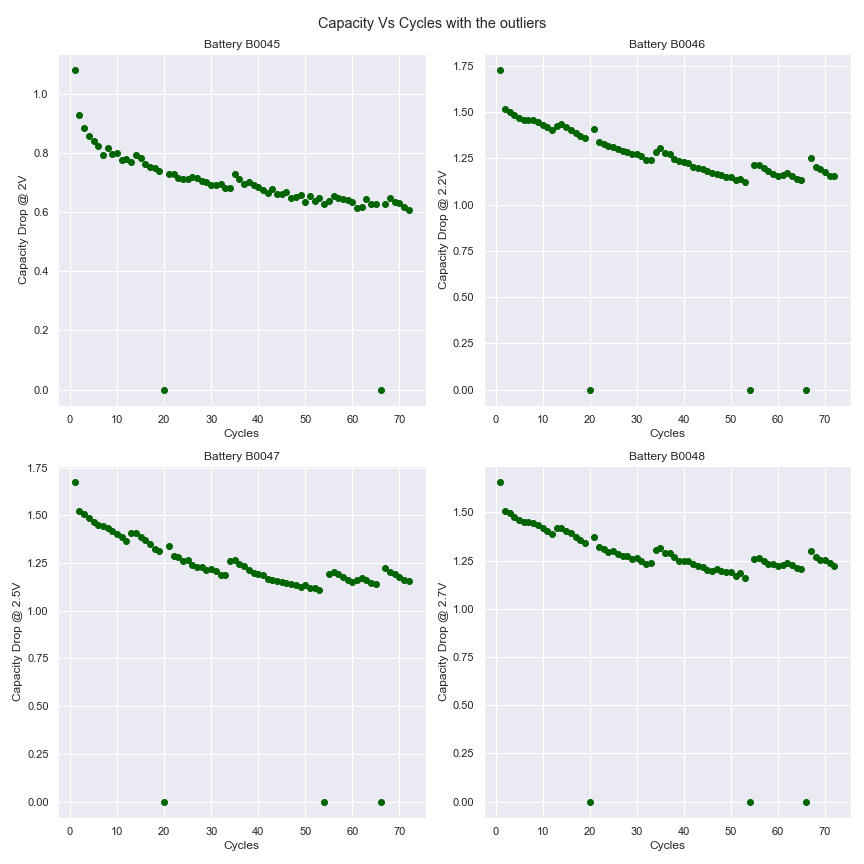 Capacity Vs Cycles with the outliers
Battery B0045
Capacity Drop @ 2V
1.0
0.8
0.6
0.4
0.2
0.0
0 10 20 30 40 50 60 70
Cycles
Battery B0046
Capacity Drop @ 2.2V
1.75
1.50
1.25
1.00
0.75
0.50
0.25
0.00
0 10 20 30 40 50 60 70
Cycles
Battery B0047
Capacity Drop @ 2.5V
1.75
1.50
1.25
1.00
0.75
0.50
0.25
0.00
0 10 20 30 40 50 60 70
Cycles
Battery B0048
Capacity Drop @ 2.7V
1.50
1.25
1.00
0.75
0.50
0.25
0.00
0 10 20 30 40 50 60 70
Cycles